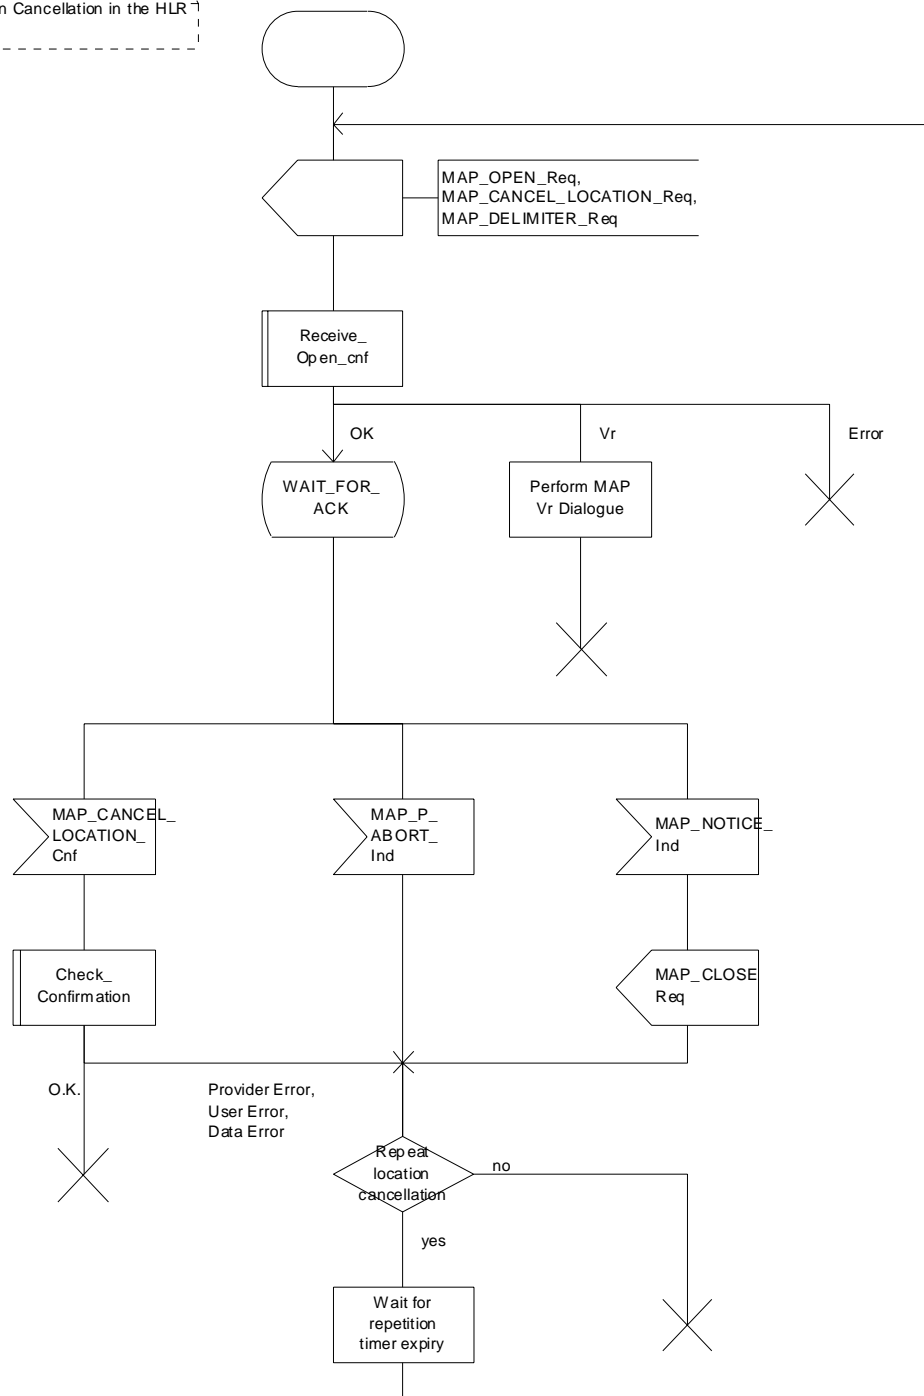 n Cancellation in the HLR
MAP_OPEN_Req,
MAP_CANCEL_LOCATION_Req,
MAP_DELIMITER_Req
Receive_
Open_cnf
OK
Vr
Error
WAIT_FOR_
ACK
Perform MAP
Vr Dialogue
MAP_CANCEL_
LOCATION_
Cnf
MAP_P_
ABORT_
Ind
MAP_NOTICE_
Ind
Check_
Confirmation
MAP_CLOSE
Req
O.K.
Provider Error,
User Error,
Data Error
Repeat
location
cancellation
no
yes
Wait for
repetition
timer expiry